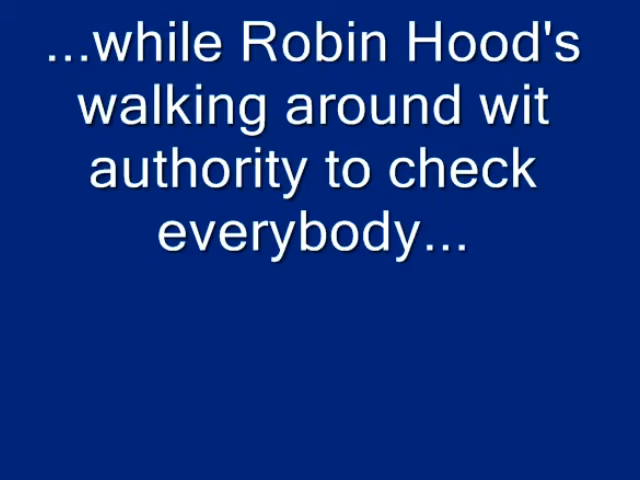 ...while Robin Hood's
walking around wit
authority to check
everybody...